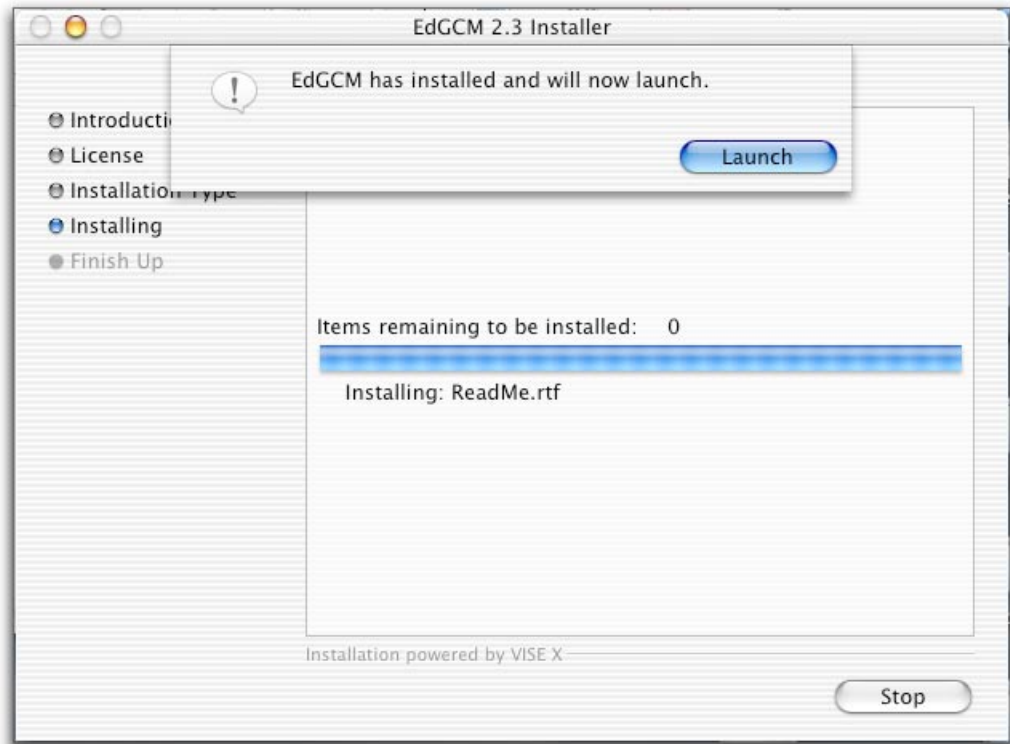 EdGCM 2.3 Installer
EdGCM has installed and will now launch.
Launch
Introducti
License
Installation Type
Installing
Finish Up
Items remaining to be installed: 0
Installing: ReadMe.rtf
Installation powered by VISE X
Stop